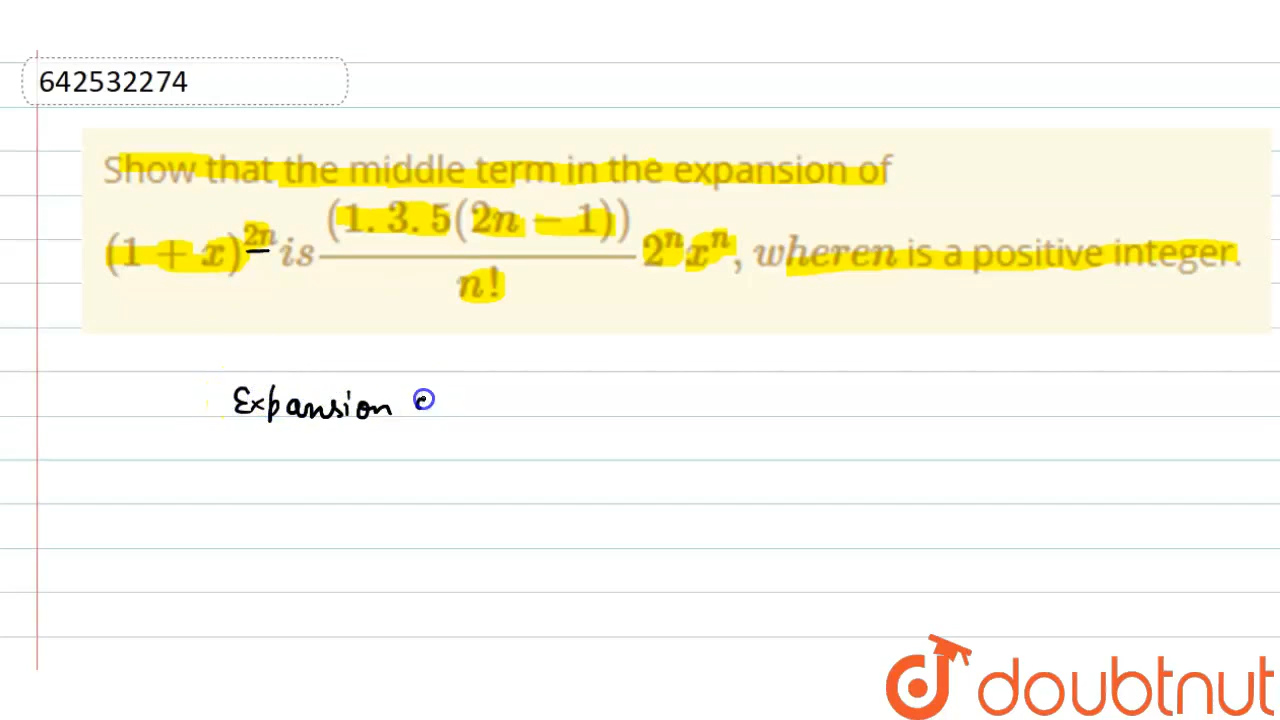 642532274
Show that the middle term in the expansion of
(1 + x)^{2n} is \frac{(1. 3. 5(2n − 1))}{n!} 2^n x^n, wheren is a positive integer.
Expansion
doubtnut